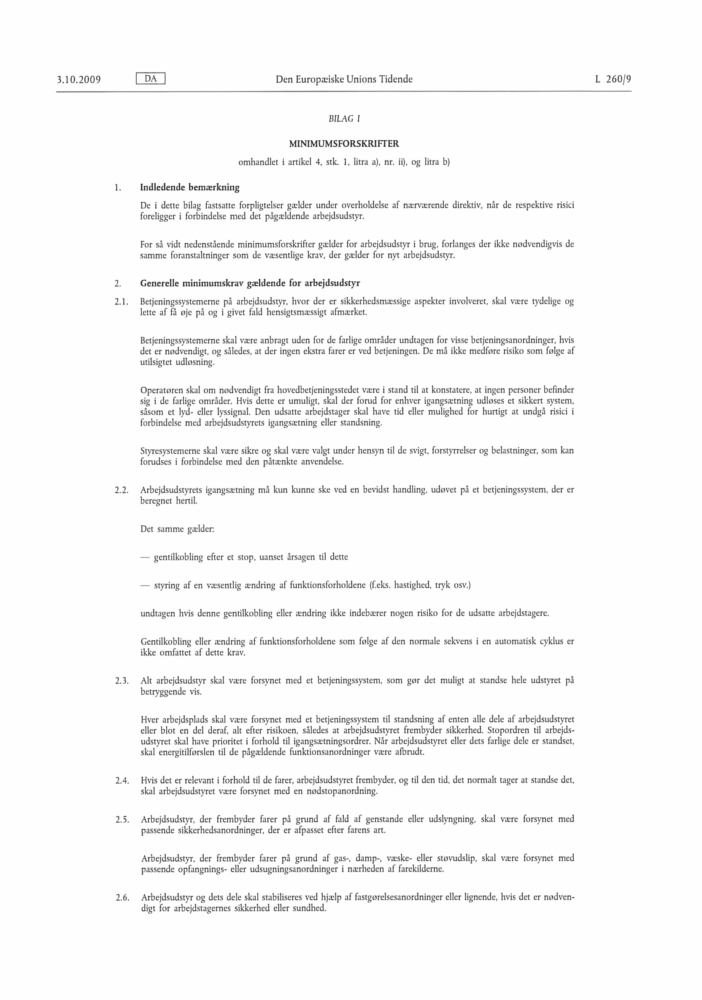 3.10.2009 DA Den Europæiske Unions Tidende L 260/9
BILAG I
MINIMUMSFORSKRIFTER
omhandlet i artikel 4, stk. 1, litra a), nr. ii), og litra b)
1. Indledende bemærkning
De i dette bilag fastsatte forpligtelser gælder under overholdelse af nærværende direktiv, når de respektive risici
foreligger i forbindelse med det pågældende arbejdsudstyr.
For så vidt nedenstående minimumsforskrifter gælder for arbejdsudstyr i brug, forlanges der ikke nødvendigvis de
samme foranstaltninger som de væsentlige krav, der gælder for nyt arbejdsudstyr.
2. Generelle minimumskrav gældende for arbejdsudstyr
2.1. Betjeningssystemerne på arbejdsudstyr, hvor der er sikkerhedsmæssige aspekter involveret, skal være tydelige og
lette af få øje på og i givet fald hensigtsmæssigt afmærket.
Betjeningssystemerne skal være anbragt uden for de farlige områder undtagen for visse betjeningsanordninger, hvis
det er nødvendigt, og således, at der ingen ekstra farer er ved betjeningen. De må ikke medføre risiko som følge af
utilsigtet udløsning.
Operatøren skal om nødvendigt fra hovedbetjeningsstedet være i stand til at konstatere, at ingen personer befinder
sig i de farlige områder. Hvis dette er umuligt, skal der forud for enhver igangsætning udløses et sikkert system,
såsom et lyd- eller lyssignal. Den udsatte arbejdstager skal have tid eller mulighed for hurtigt at undgå risici i
forbindelse med arbejdsudstyrets igangsætning eller standsning.
Styresystemerne skal være sikre og skal være valgt under hensyn til de svigt, forstyrrelser og belastninger, som kan
forudses i forbindelse med den påtænkte anvendelse.
2.2. Arbejdsudstyrets igangsætning må kun kunne ske ved en bevidst handling, udøvet på et betjeningssystem, der er
beregnet hertil.
Det samme gælder:
— gentilkobling efter et stop, uanset årsagen til dette
— styring af en væsentlig ændring af funktionsforholdene (f.eks. hastighed, tryk osv.)
undtagen hvis denne gentilkobling eller ændring ikke indebærer nogen risiko for de udsatte arbejdstagere.
Gentilkobling eller ændring af funktionsforholdene som følge af den normale sekvens i en automatisk cyklus er
ikke omfattet af dette krav.
2.3. Alt arbejdsudstyr skal være forsynet med et betjeningssystem, som gør det muligt at standse hele udstyret på
betryggende vis.
Hver arbejdsplads skal være forsynet med et betjeningssystem til standsning af enten alle dele af arbejdsudstyret
eller blot en del deraf, alt efter risikoen, således at arbejdsudstyret frembyder sikkerhed. Stopordren til arbejds-
udstyret skal have prioritet i forhold til igangsætningsordrer. Når arbejdsudstyret eller dets farlige dele er standset,
skal energitilførslen til de pågældende funktionsanordninger være afbrudt.
2.4. Hvis det er relevant i forhold til de farer, arbejdsudstyret frembyder, og til den tid, det normalt tager at standse det,
skal arbejdsudstyret være forsynet med en nødstopanordning.
2.5. Arbejdsudstyr, der frembyder farer på grund af fald af genstande eller udslyngning, skal være forsynet med
passende sikkerhedsanordninger, der er afpasset efter farens art.
Arbejdsudstyr, der frembyder farer på grund af gas-, damp-, væske- eller støvudslip, skal være forsynet med
passende opfangnings- eller udsugningsanordninger i nærheden af farekilderne.
2.6. Arbejdsudstyr og dets dele skal stabiliseres ved hjælp af fastgørelsesanordninger eller lignende, hvis det er nødven-
digt for arbejdstagernes sikkerhed eller sundhed.